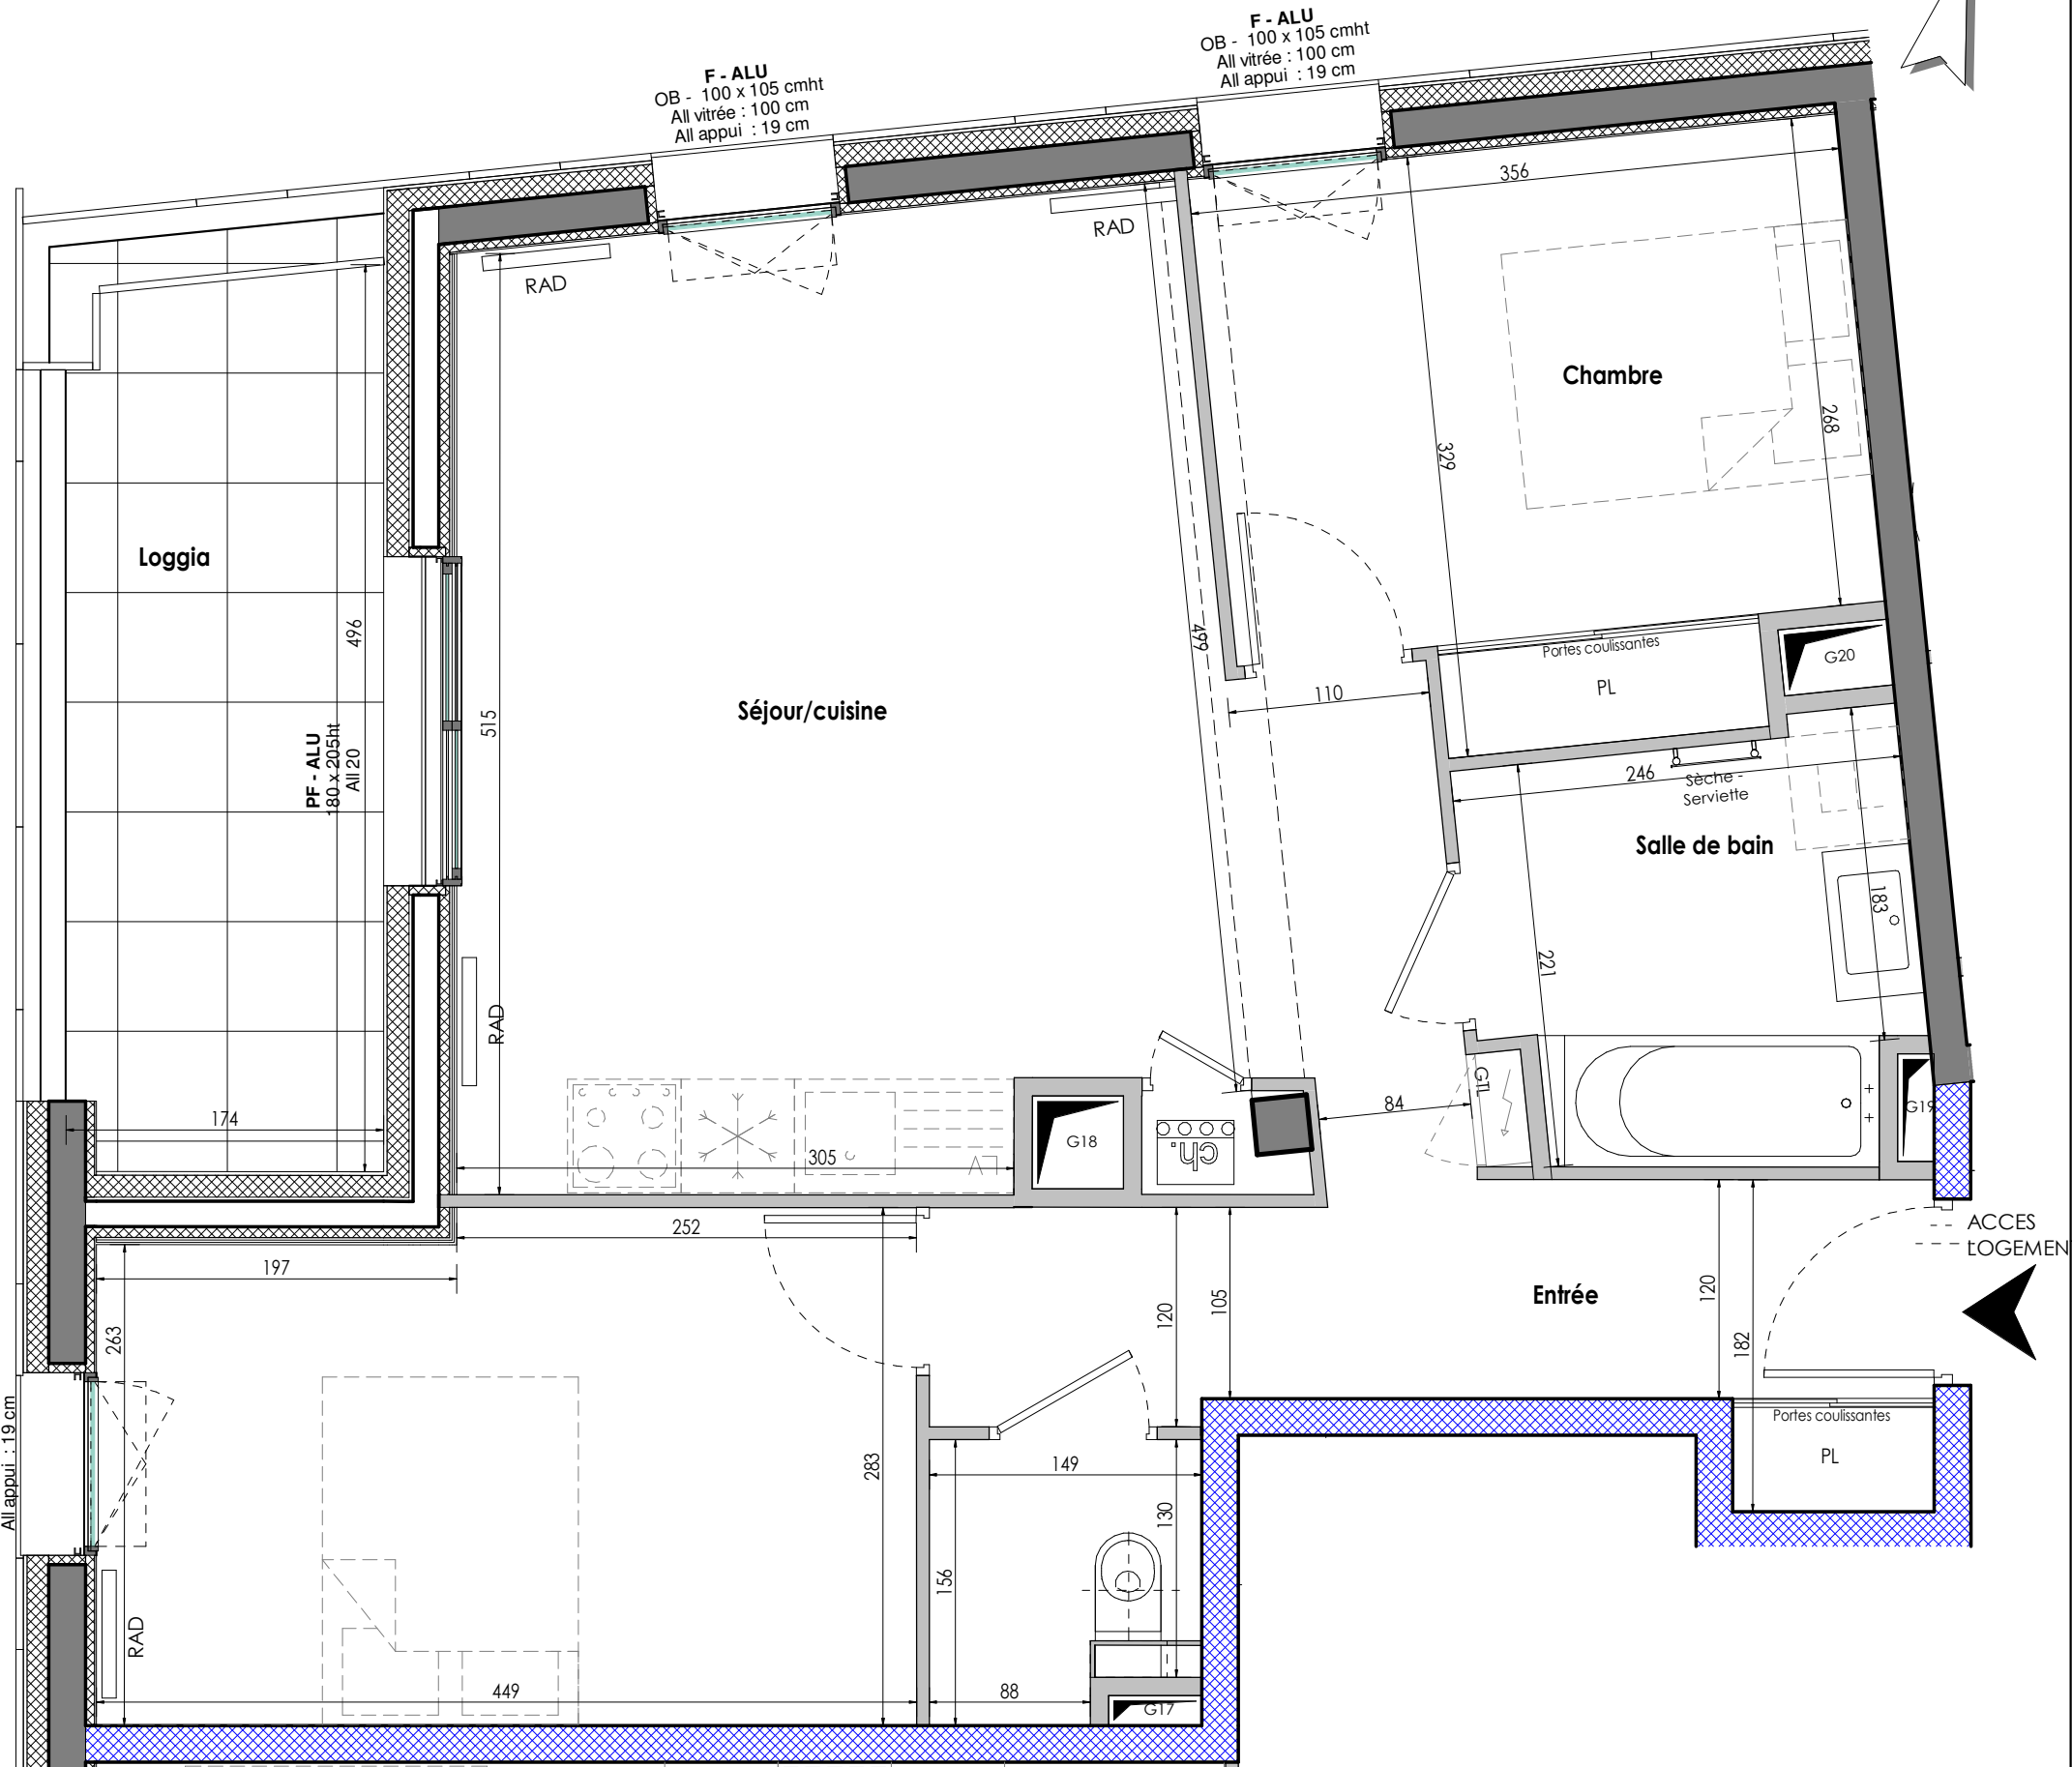 F - ALU
OB - 100 x 105 cmht
All vitrée : 100 cm
All appui : 19 cm
F - ALU
OB - 100 x 105 cmht
All vitrée : 100 cm
All appui : 19 cm
356
RAD
RAD
Chambre
268
329
Loggia
496
499
Portes coulissantes
G20
PL
110
Séjour/cuisine
515
PF - ALU
180 x 205ht
All 20
246
Sèche -
Serviette
Salle de bain
183
221
RAD
GTL
84
G19
174
G18
ch.
305
LV
252
197
ACCES
LOGEMEN
263
120
105
Entrée
120
182
Portes coulissantes
PL
All appui : 19 cm
283
149
130
156
RAD
449
88
G17